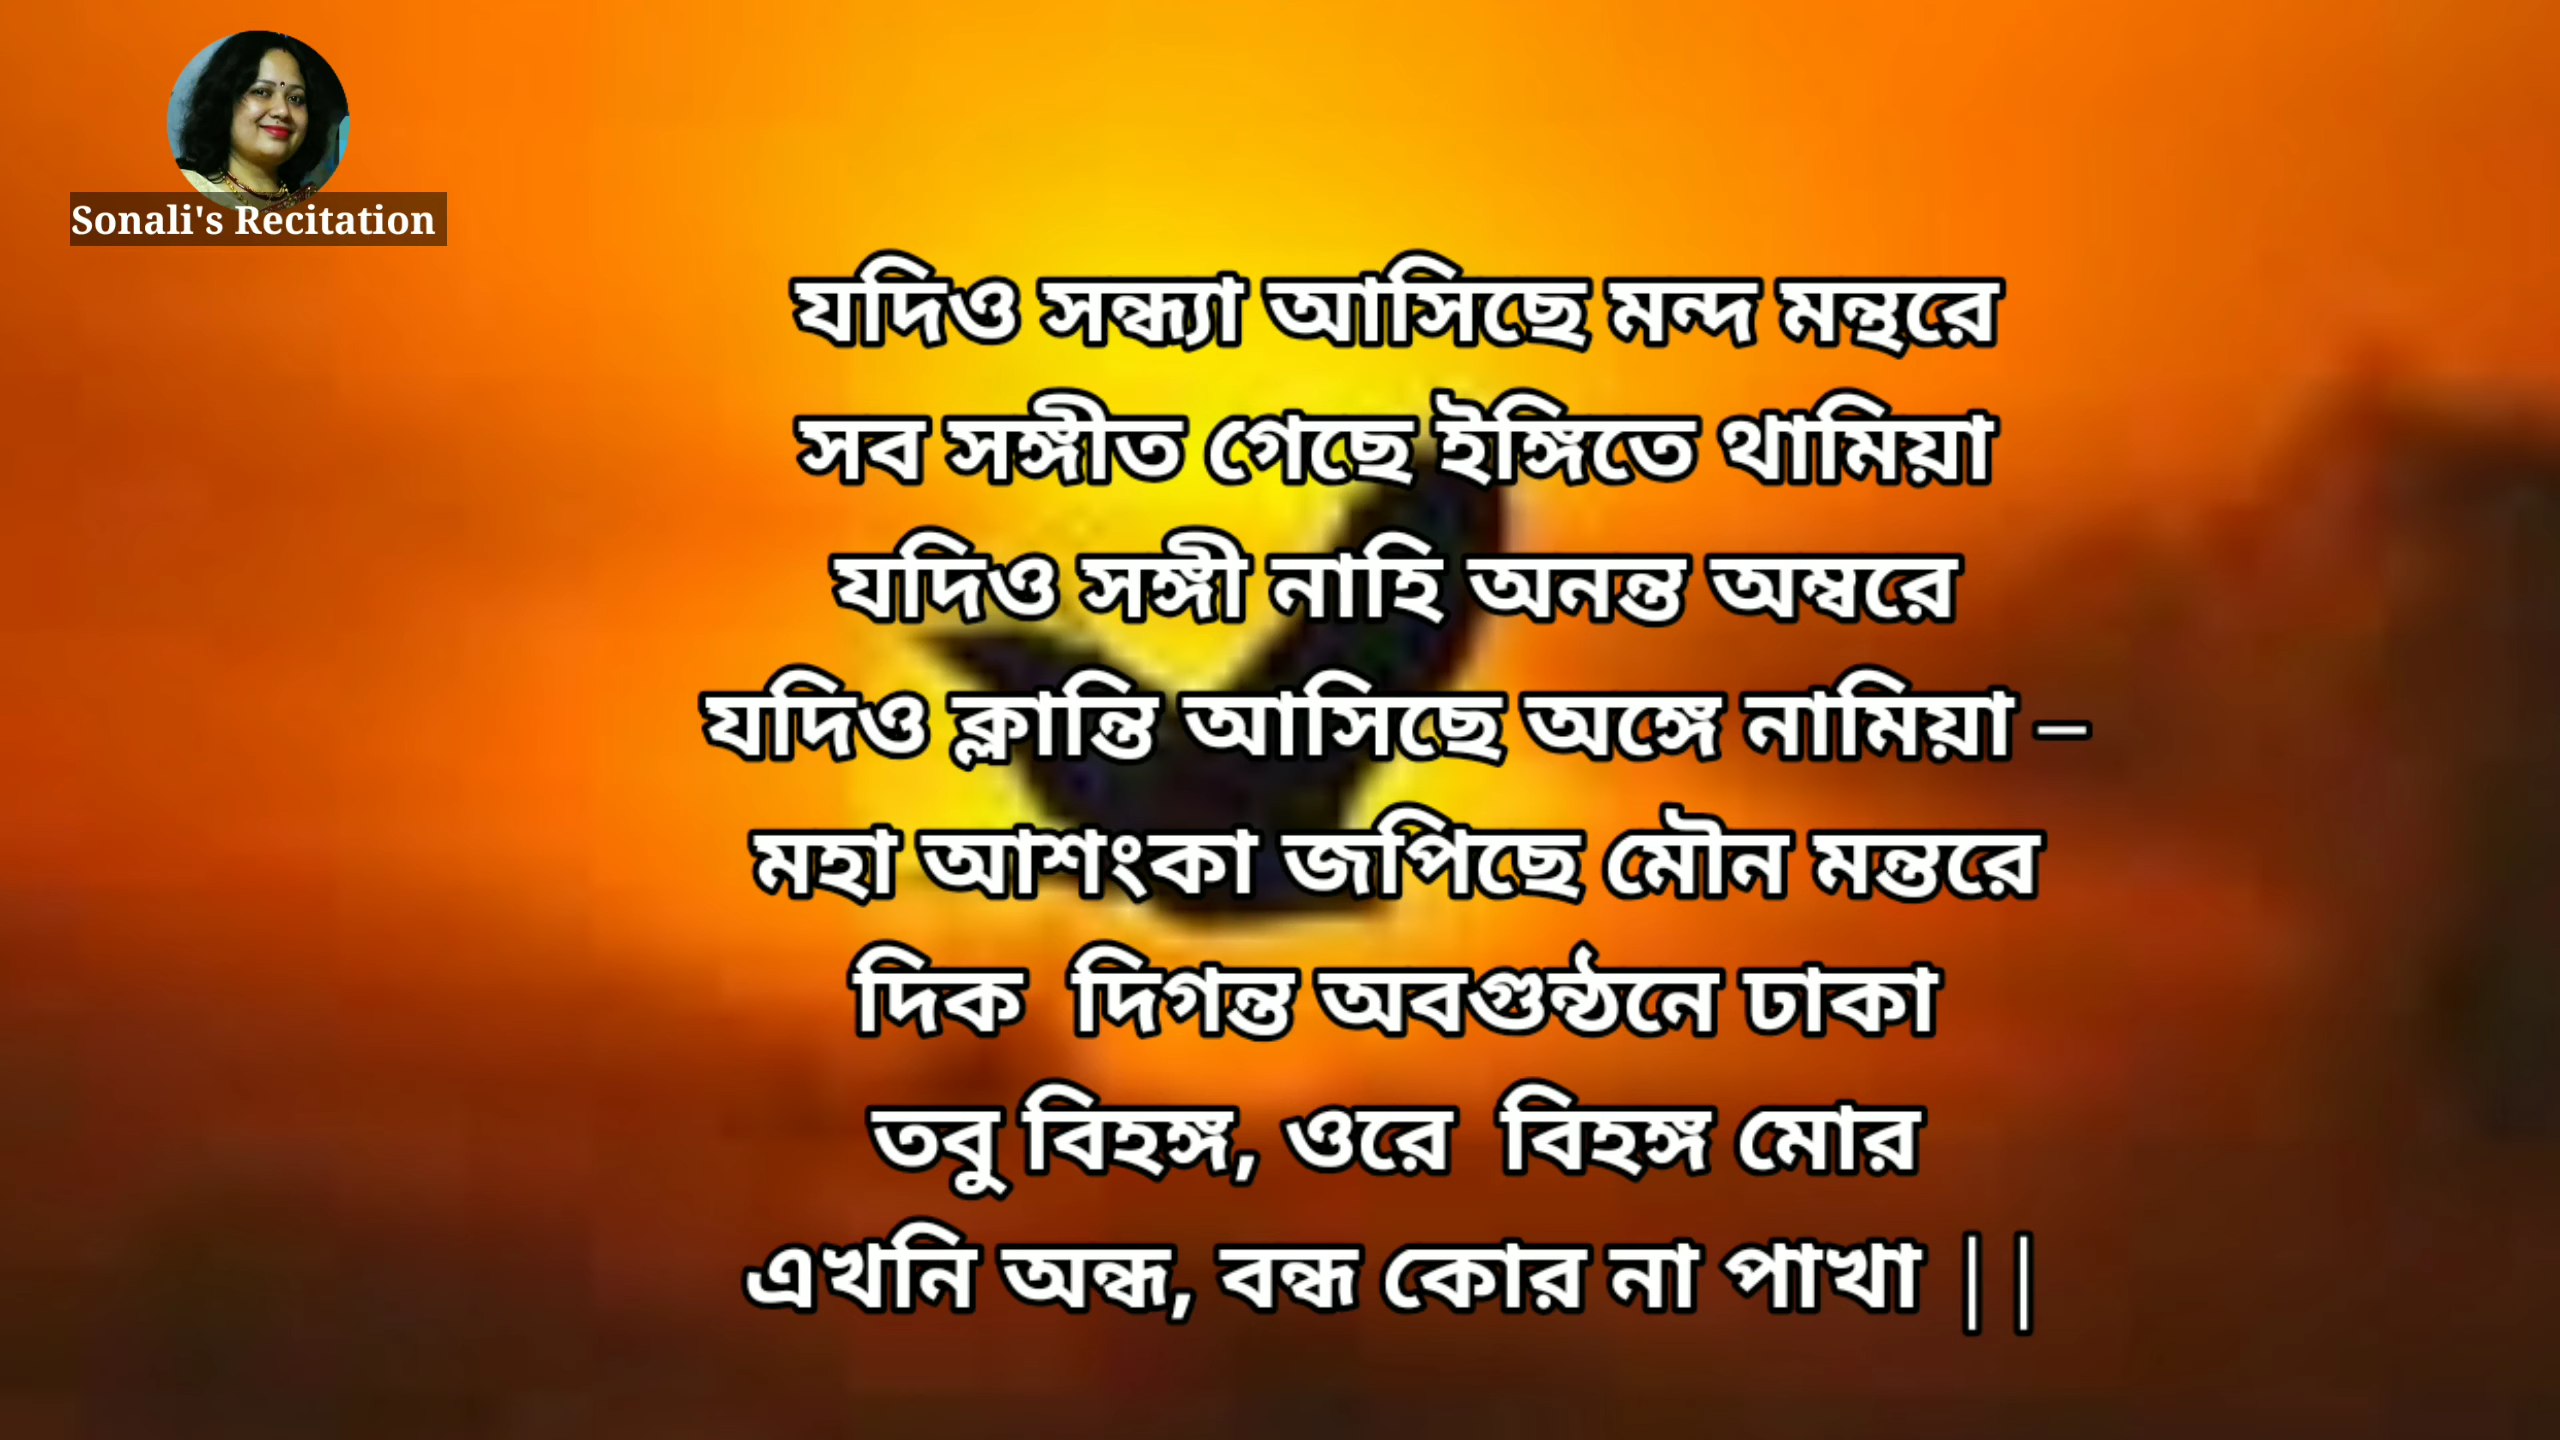 Sonali's Recitation
যদিও সন্ধ্যা আসিছে মন্দ মন্থরে
সব সঙ্গীত গেছে ইঙ্গিতে থামিয়া
যদিও সঙ্গী নাহি অনন্ত অম্বরে
যদিও ক্লান্তি আসিছে অঙ্গে নামিয়া –
মহা আশংকা জপিছে মৌন মন্তরে
দিক দিগন্ত অবগুন্ঠনে ঢাকা
তবু বিহঙ্গ, ওরে বিহঙ্গ মোর
এখনি অন্ধ, বন্ধ কোর না পাখা ||